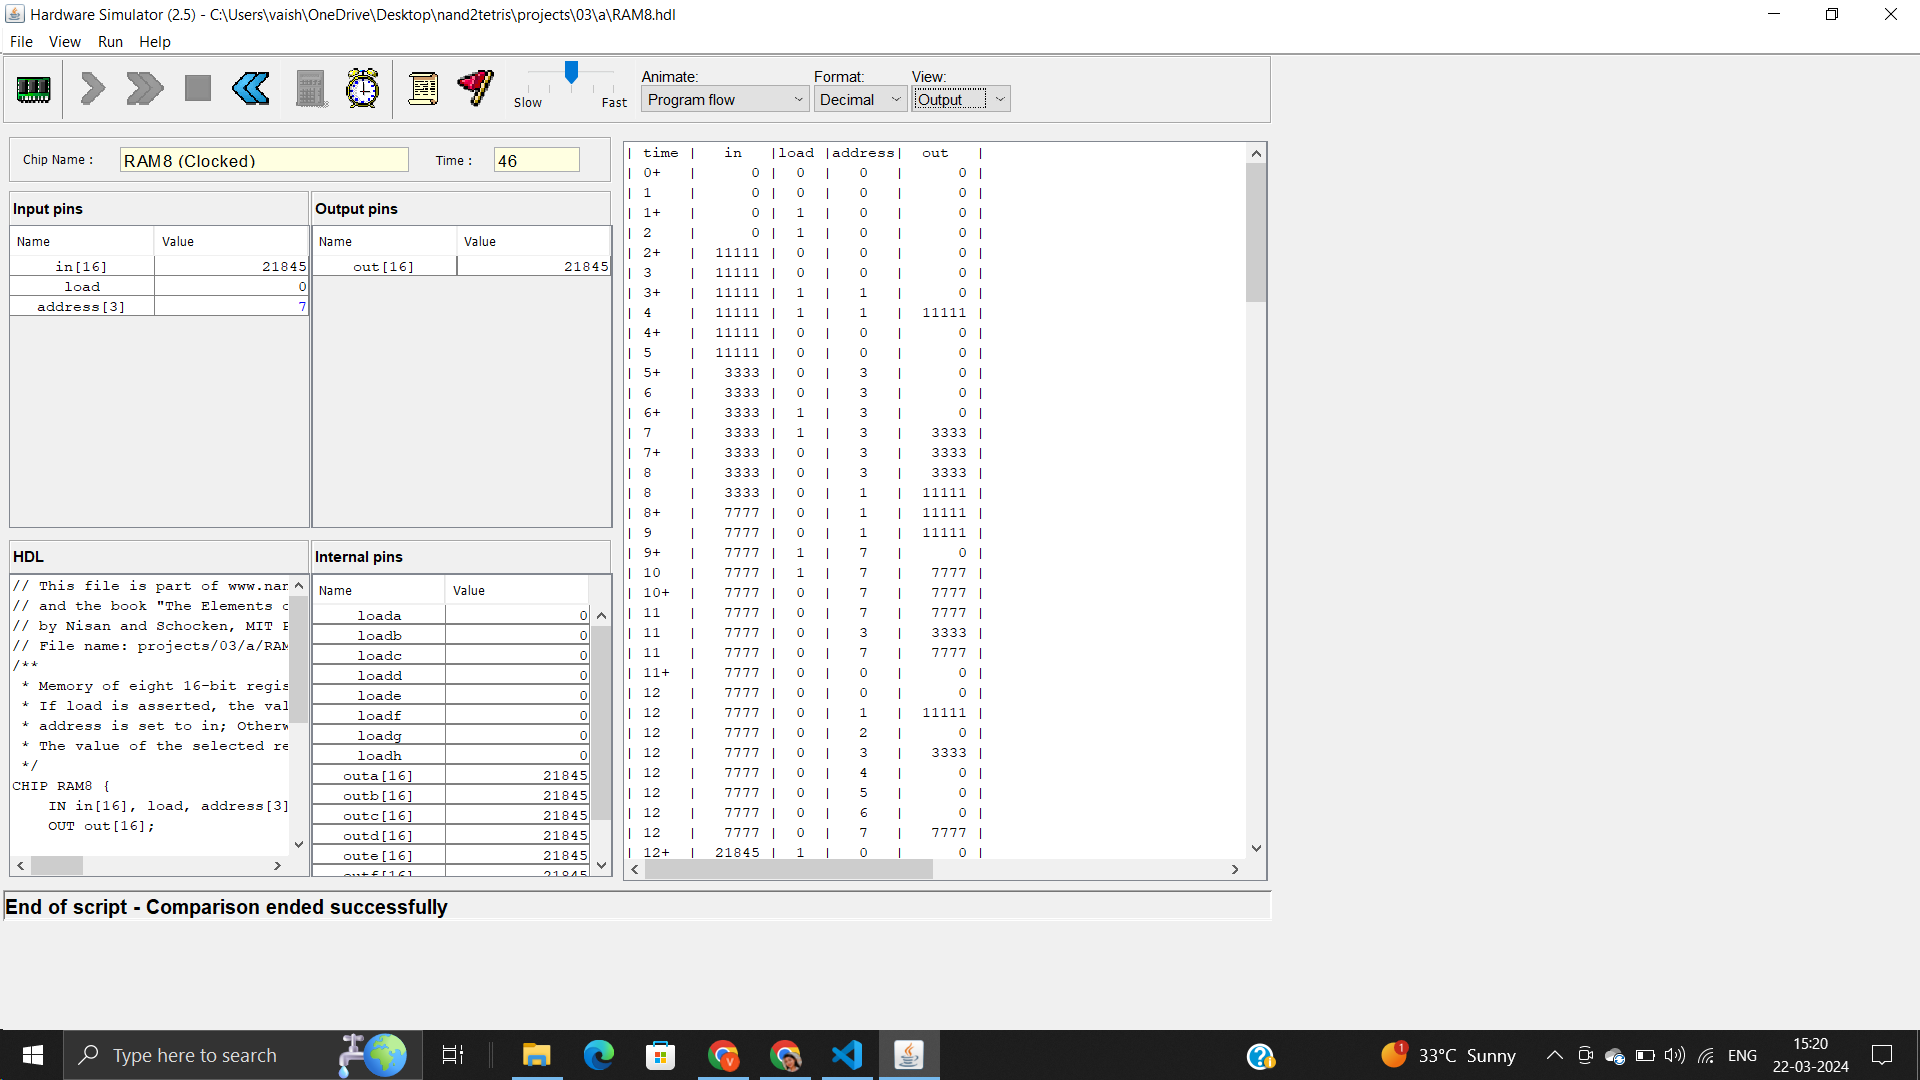 Hardware Simulator (2.5) - C:\Users\vaish\OneDrive\Desktop\nand2tetris\projects\03\a\RAM8.hdl
File View Run Help
Animate: Format: View:
Slow Fast Program flow Decimal Output
Chip Name : RAM8 (Clocked) Time : 46
Input pins
Name Value
in[16] 21845
load 0
address[3] 7
Output pins
Name Value
out[16] 21845
HDL
// This file is part of www.nan
// and the book "The Elements
// by Nisan and Schocken, MIT
// File name: projects/03/a/RAM
/**
* Memory of eight 16-bit regis
* If load is asserted, the val
* address is set to in; Otherw
* The value of the selected re
*/
CHIP RAM8 {
IN in[16], load, address[3]
OUT out[16];
Internal pins
Name Value
loada 0
loadb 0
loadc 0
loadd 0
loade 0
loadf 0
loadg 0
loadh 0
outa[16] 21845
outb[16] 21845
outc[16] 21845
outd[16] 21845
oute[16] 21845
outf[16] 21845
| time | in |load |address| out |
| 0+ | 0 | 0 | 0 | 0 |
| 1 | 0 | 0 | 0 | 0 |
| 1+ | 0 | 1 | 0 | 0 |
| 2 | 0 | 1 | 0 | 0 |
| 2+ | 11111 | 0 | 0 | 0 |
| 3 | 11111 | 0 | 0 | 0 |
| 3+ | 11111 | 1 | 1 | 0 |
| 4 | 11111 | 1 | 1 | 11111 |
| 4+ | 11111 | 0 | 0 | 0 |
| 5 | 11111 | 0 | 0 | 0 |
| 5+ | 3333 | 0 | 3 | 0 |
| 6 | 3333 | 0 | 3 | 0 |
| 6+ | 3333 | 1 | 3 | 0 |
| 7 | 3333 | 1 | 3 | 3333 |
| 7+ | 3333 | 0 | 3 | 3333 |
| 8 | 3333 | 0 | 3 | 3333 |
| 8 | 3333 | 0 | 1 | 11111 |
| 8+ | 7777 | 0 | 1 | 11111 |
| 9 | 7777 | 0 | 1 | 11111 |
| 9+ | 7777 | 1 | 7 | 0 |
| 10 | 7777 | 1 | 7 | 7777 |
| 10+ | 7777 | 0 | 7 | 7777 |
| 11 | 7777 | 0 | 7 | 7777 |
| 11 | 7777 | 0 | 3 | 3333 |
| 11 | 7777 | 0 | 7 | 7777 |
| 11+ | 7777 | 0 | 0 | 0 |
| 12 | 7777 | 0 | 0 | 0 |
| 12 | 7777 | 0 | 1 | 11111 |
| 12 | 7777 | 0 | 2 | 0 |
| 12 | 7777 | 0 | 3 | 3333 |
| 12 | 7777 | 0 | 4 | 0 |
| 12 | 7777 | 0 | 5 | 0 |
| 12 | 7777 | 0 | 6 | 0 |
| 12 | 7777 | 0 | 7 | 7777 |
| 12+ | 21845 | 1 | 0 | 0 |
End of script - Comparison ended successfully
Type here to search
1 33°C Sunny ENG
15:20
22-03-2024